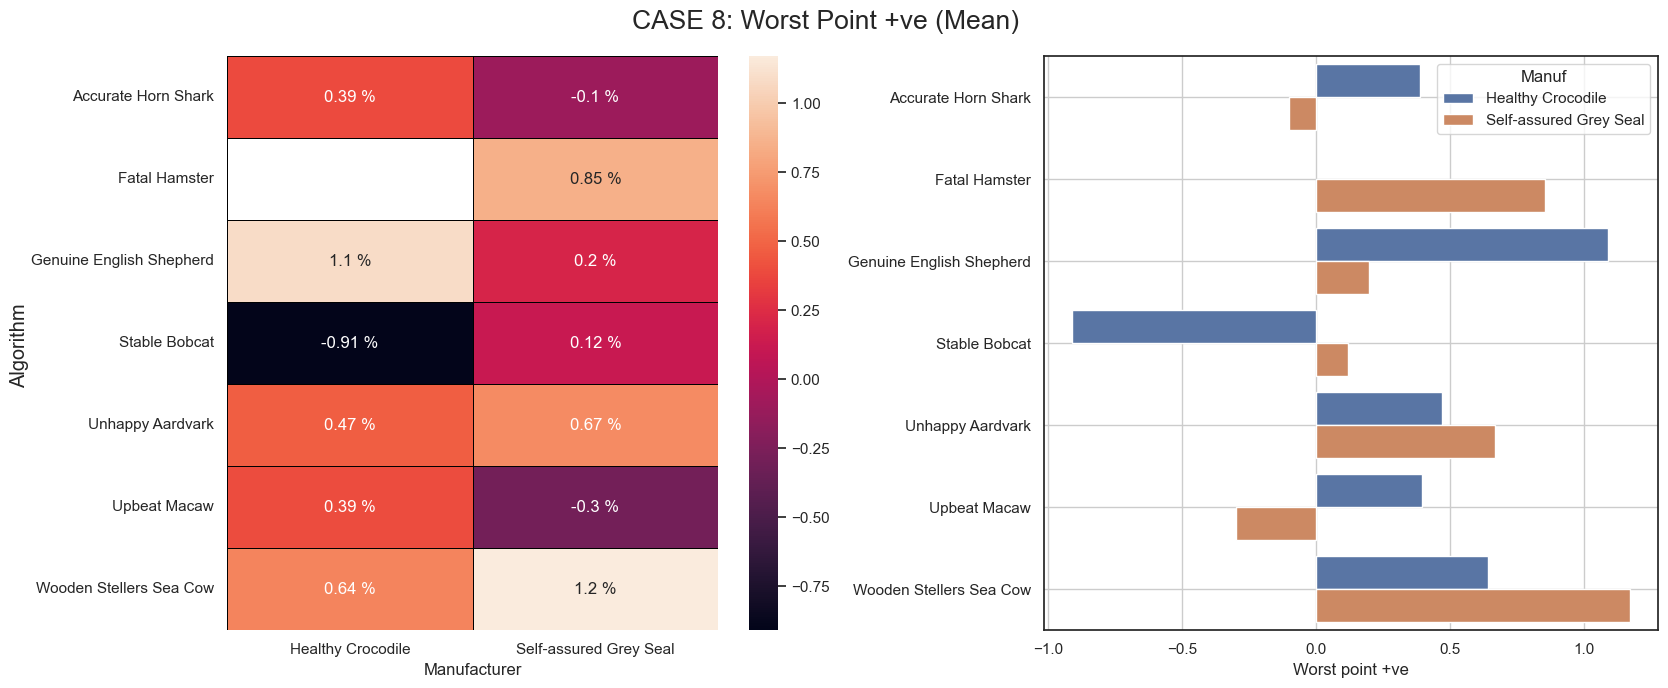 CASE 8: Worst Point +ve (Mean)
Algorithm
Accurate Horn Shark
0.39 %
-0.1 %
Fatal Hamster
0.85 %
Genuine English Shepherd
1.1 %
0.2 %
Stable Bobcat
-0.91 %
0.12 %
Unhappy Aardvark
0.47 %
0.67 %
Upbeat Macaw
0.39 %
-0.3 %
Wooden Stellers Sea Cow
0.64 %
1.2 %
Healthy Crocodile
Self-assured Grey Seal
Manufacturer
1.00
0.75
0.50
0.25
0.00
−0.25
−0.50
−0.75
Accurate Horn Shark
Fatal Hamster
Genuine English Shepherd
Stable Bobcat
Unhappy Aardvark
Upbeat Macaw
Wooden Stellers Sea Cow
Manuf
Healthy Crocodile
Self-assured Grey Seal
−1.0
−0.5
0.0
0.5
1.0
Worst point +ve